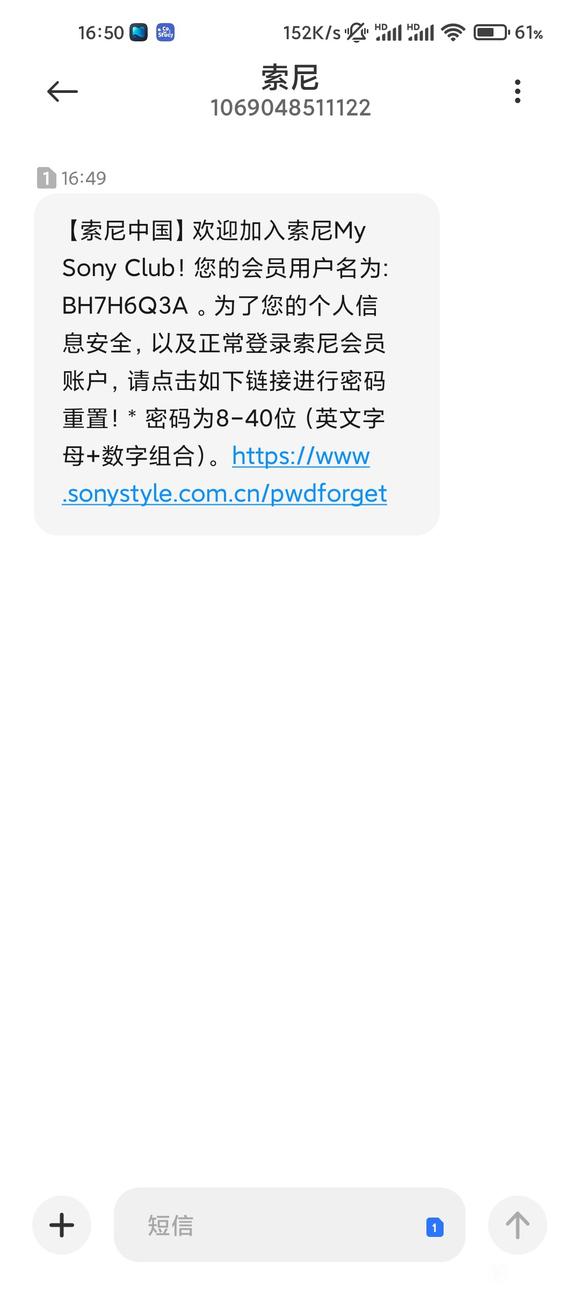 16:50 152K/s HD HD 61%
索尼
1069048511122
1 16:49
【索尼中国】欢迎加入索尼My
Sony Club！您的会员用户名为:
BH7H6Q3A 。为了您的个人信
息安全，以及正常登录索尼会员
账户，请点击如下链接进行密码
重置！* 密码为8-40位（英文字
母+数字组合）。https://www
.sonystyle.com.cn/pwdforget
短信 1